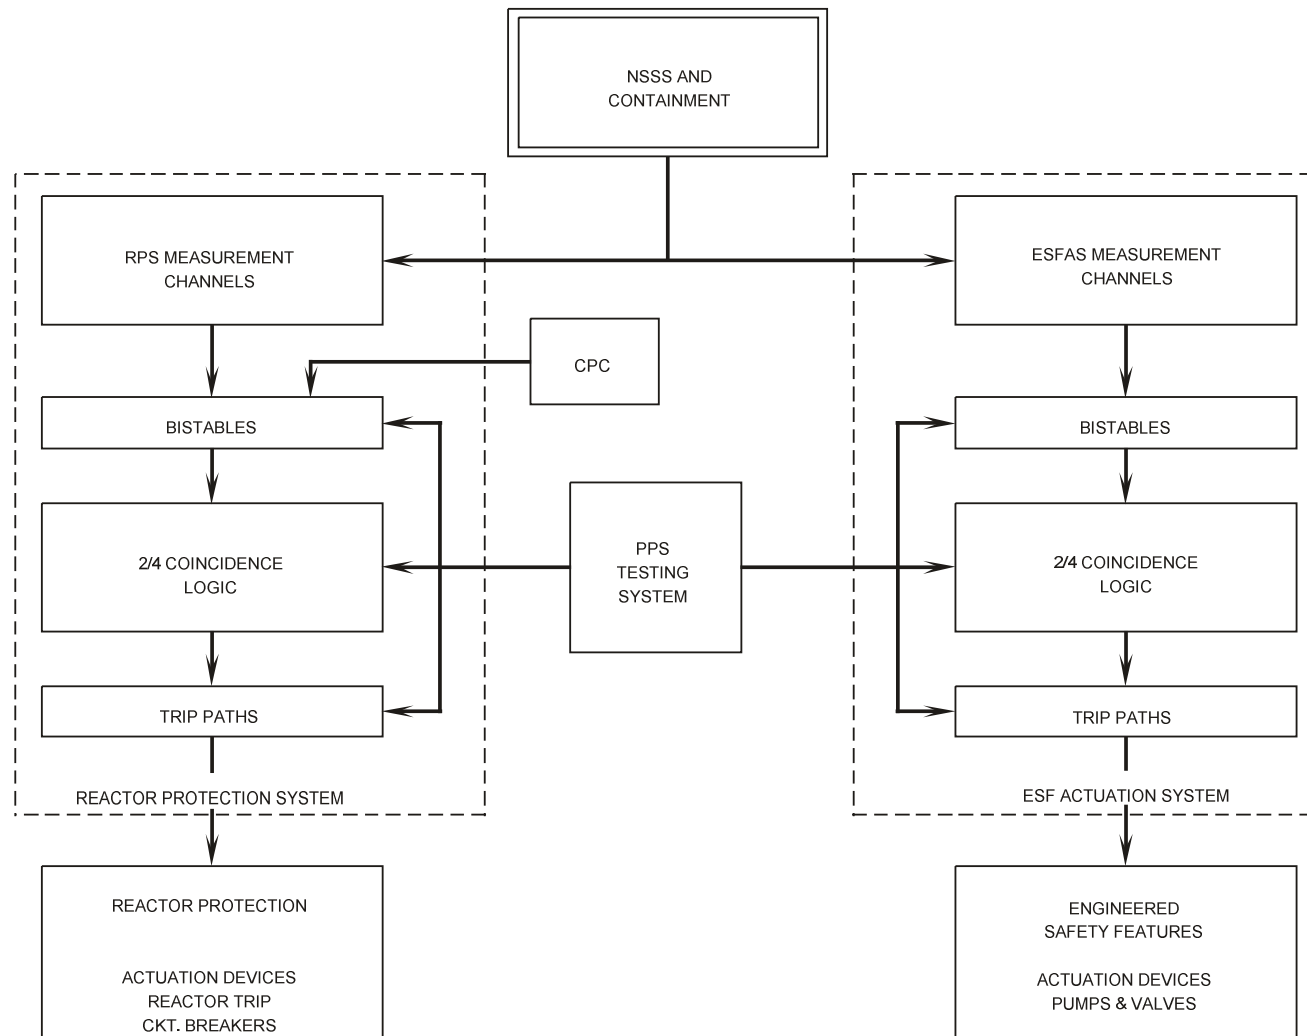 NSSS AND
CONTAINMENT
RPS MEASUREMENT
CHANNELS
ESFAS MEASUREMENT
CHANNELS
CPC
BISTABLES
BISTABLES
2/4 COINCIDENCE
LOGIC
PPS
TESTING
SYSTEM
2/4 COINCIDENCE
LOGIC
TRIP PATHS
TRIP PATHS
REACTOR PROTECTION SYSTEM
ESF ACTUATION SYSTEM
REACTOR PROTECTION
ACTUATION DEVICES
REACTOR TRIP
CKT. BREAKERS
ENGINEERED
SAFETY FEATURES
ACTUATION DEVICES
PUMPS & VALVES